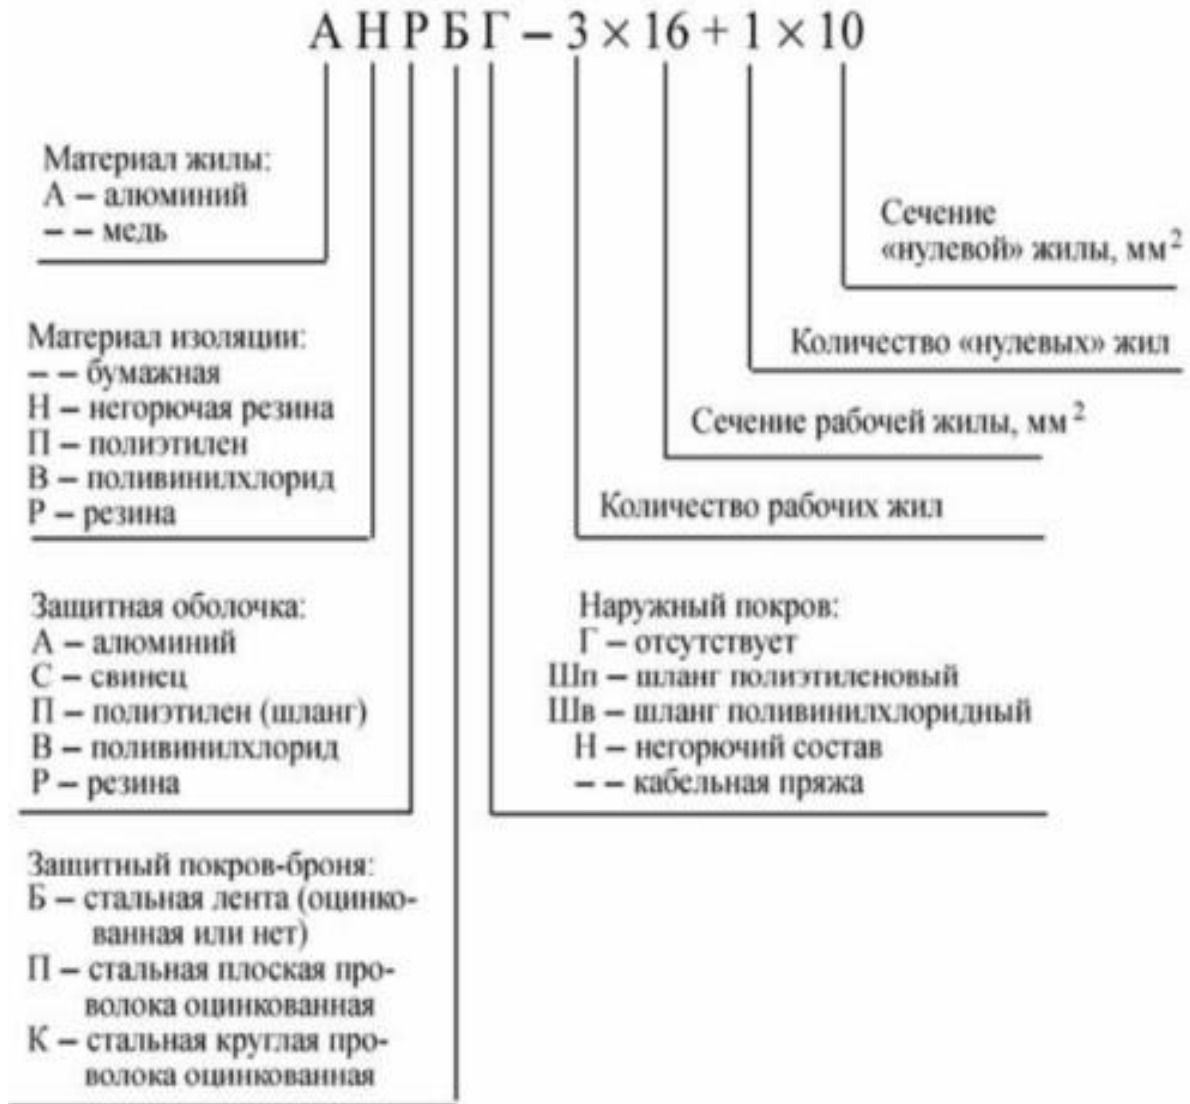 А Н Р Б Г – 3 × 16 + 1 × 10
Материал жилы:
А – алюминий
– – медь
Сечение
«нулевой» жилы, мм²
Материал изоляции:
– – бумажная
Н – негорючая резина
П – полиэтилен
В – поливинилхлорид
Р – резина
Количество «нулевых» жил
Сечение рабочей жилы, мм²
Количество рабочих жил
Защитная оболочка:
А – алюминий
С – свинец
П – полиэтилен (шланг)
В – поливинилхлорид
Р – резина
Наружный покров:
Г – отсутствует
Шп – шланг полиэтиленовый
Шв – шланг поливинилхлоридный
Н – негорючий состав
– – кабельная пряжа
Защитный покров-броня:
Б – стальная лента (оцинко-
ванная или нет)
П – стальная плоская про-
волока оцинкованная
К – стальная круглая про-
волока оцинкованная